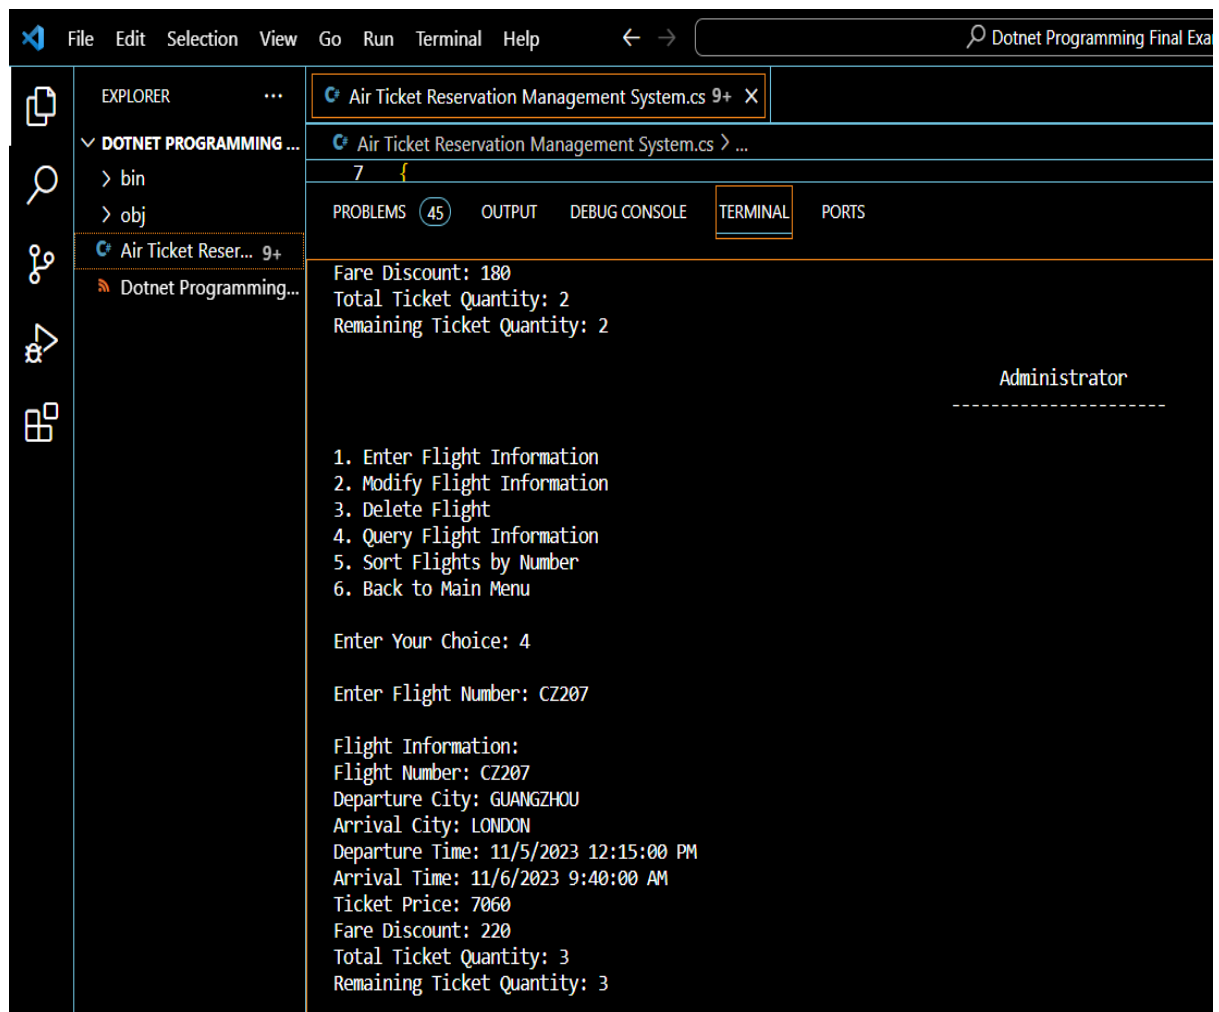 File Edit Selection View Go Run Terminal Help
Dotnet Programming Final Exa
EXPLORER ...
Air Ticket Reservation Management System.cs 9+
DOTNET PROGRAMMING ...
Air Ticket Reservation Management System.cs > ...
bin
7 {
obj
PROBLEMS 45 OUTPUT DEBUG CONSOLE TERMINAL PORTS
Air Ticket Reser... 9+
Dotnet Programming...
Fare Discount: 180
Total Ticket Quantity: 2
Remaining Ticket Quantity: 2
Administrator
----------------------
1. Enter Flight Information
2. Modify Flight Information
3. Delete Flight
4. Query Flight Information
5. Sort Flights by Number
6. Back to Main Menu
Enter Your Choice: 4
Enter Flight Number: CZ207
Flight Information:
Flight Number: CZ207
Departure City: GUANGZHOU
Arrival City: LONDON
Departure Time: 11/5/2023 12:15:00 PM
Arrival Time: 11/6/2023 9:40:00 AM
Ticket Price: 7060
Fare Discount: 220
Total Ticket Quantity: 3
Remaining Ticket Quantity: 3